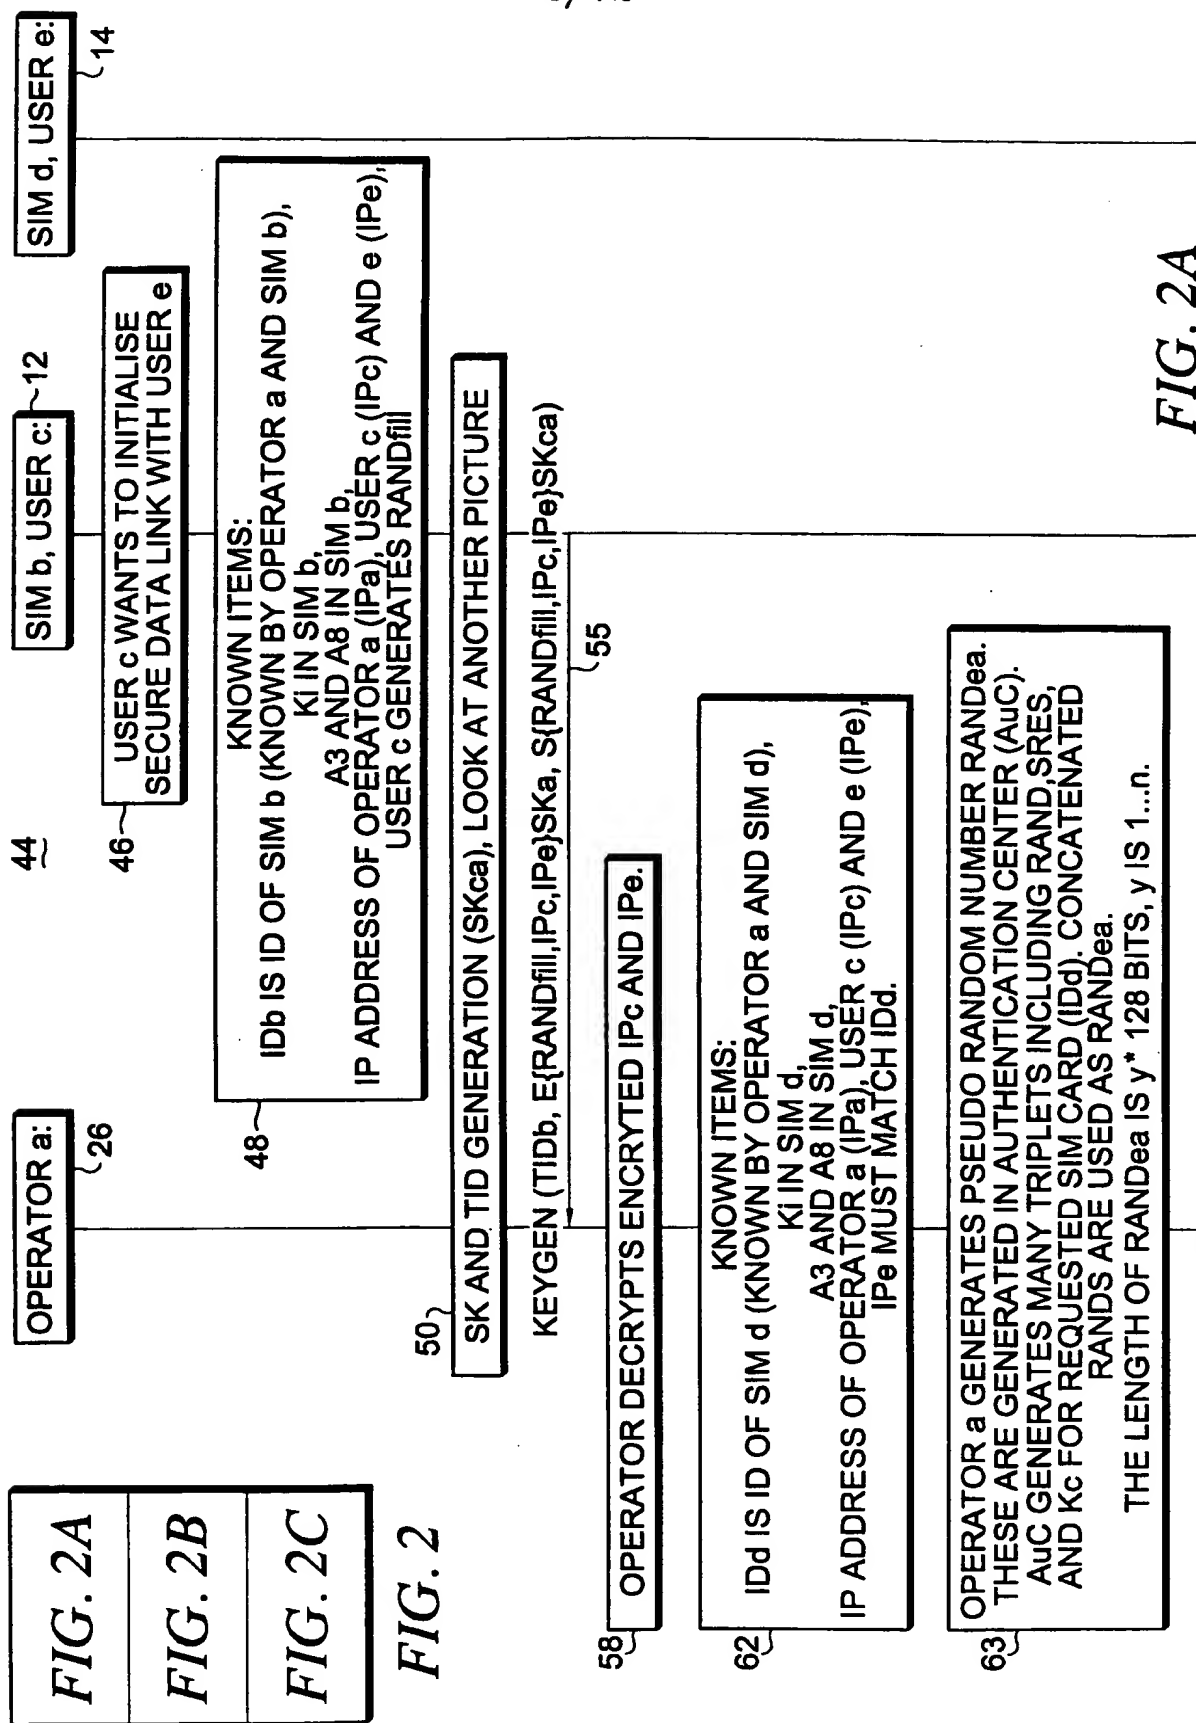 FIG. 2A
FIG. 2B
FIG. 2C
FIG. 2
44
OPERATOR a:
26
SIM b, USER c:
12
SIM d, USER e:
14
46
USER c WANTS TO INITIALISE
SECURE DATA LINK WITH USER e
48
KNOWN ITEMS:
IDb IS ID OF SIM b (KNOWN BY OPERATOR a AND SIM b),
Ki IN SIM b,
A3 AND A8 IN SIM b,
IP ADDRESS OF OPERATOR a (IPa), USER c (IPc) AND e (IPe),
USER c GENERATES RANDfill
50
SK AND TID GENERATION (SKca), LOOK AT ANOTHER PICTURE
KEYGEN (TIDb, E{RANDfill,IPc,IPe}SKa, S{RANDfill,IPc,IPe}SKca)
55
58
OPERATOR DECRYPTS ENCRYTED IPc AND IPe.
62
KNOWN ITEMS:
IDd IS ID OF SIM d (KNOWN BY OPERATOR a AND SIM d),
Ki IN SIM d,
A3 AND A8 IN SIM d,
IP ADDRESS OF OPERATOR a (IPa), USER c (IPc) AND e (IPe),
IPe MUST MATCH IDd.
63
OPERATOR a GENERATES PSEUDO RANDOM NUMBER RANDea.
THESE ARE GENERATED IN AUTHENTICATION CENTER (AuC).
AuC GENERATES MANY TRIPLETS INCLUDING RAND,SRES,
AND Kc FOR REQUESTED SIM CARD (IDd). CONCATENATED
RANDS ARE USED AS RANDea.
THE LENGTH OF RANDea IS y* 128 BITS, y IS 1...n.
FIG. 2A